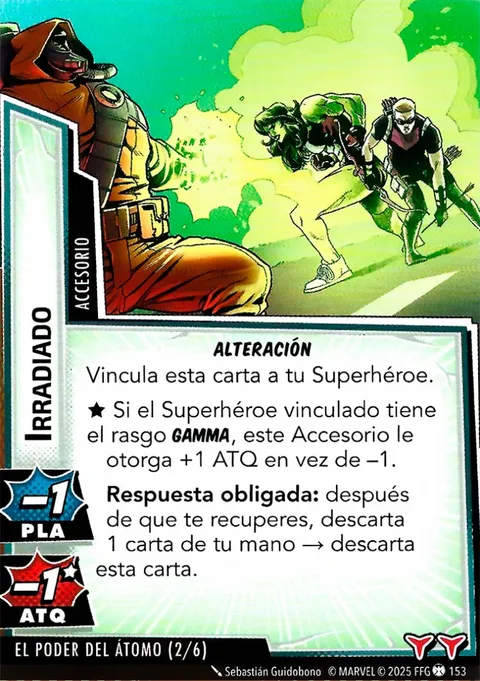 IRRADIADO
ACCESORIO
ALTERACIÓN
Vincula esta carta a tu Superhéroe.
★ Si el Superhéroe vinculado tiene
el rasgo GAMMA, este Accesorio le
otorga +1 ATQ en vez de –1.
Respuesta obligada: después
de que te recuperes, descarta
1 carta de tu mano → descarta
esta carta.
–1
PLA
–1★
ATQ
EL PODER DEL ÁTOMO (2/6)
Sebastián Guidobono © MARVEL © 2025 FFG 153